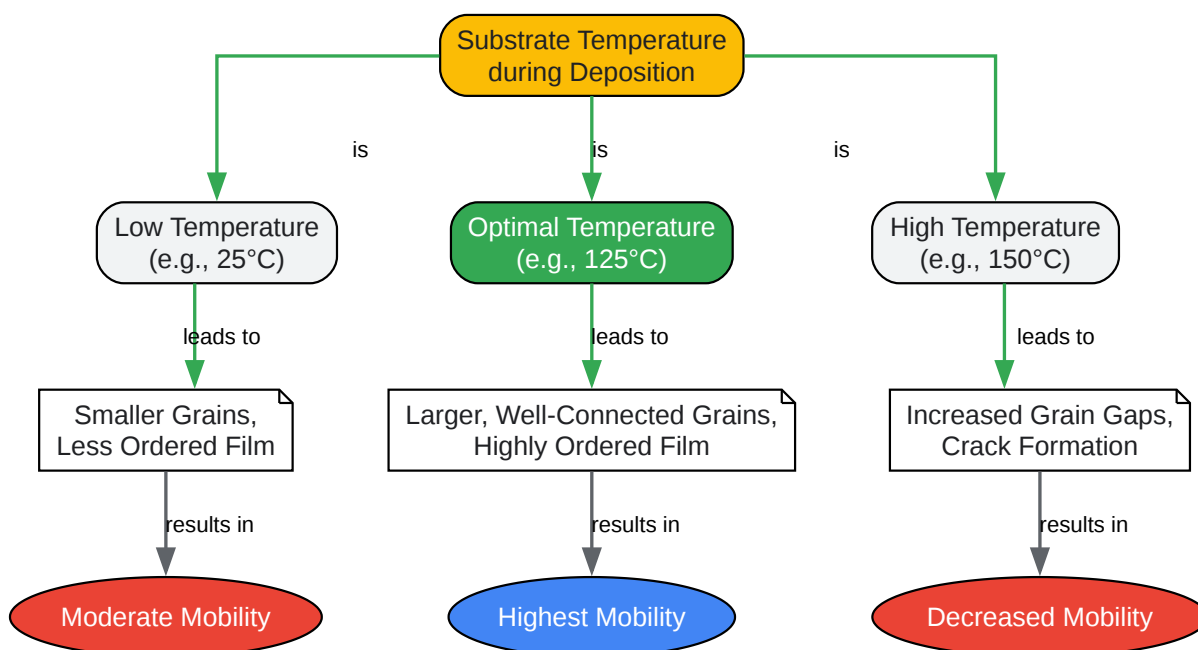 Substrate Temperature
during Deposition
is
is
is
Low Temperature
(e.g., 25°C)
Optimal Temperature
(e.g., 125°C)
High Temperature
(e.g., 150°C)
leads to
leads to
leads to
Smaller Grains,
Less Ordered Film
Larger, Well-Connected Grains,
Highly Ordered Film
Increased Grain Gaps,
Crack Formation
results in
results in
results in
Moderate Mobility
Highest Mobility
Decreased Mobility